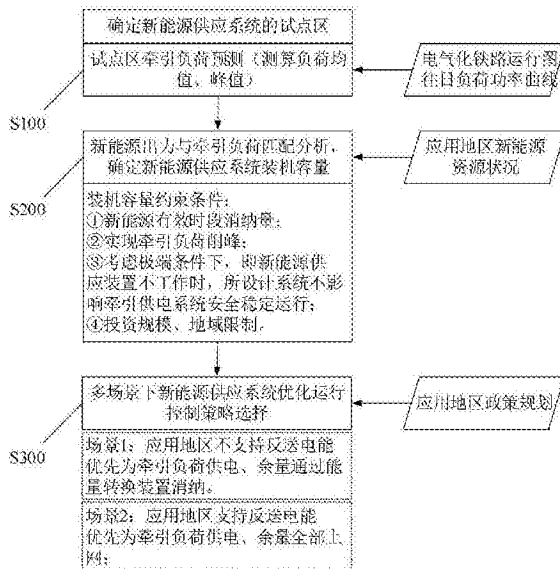 确定新能源供应系统的试点区
试点区牵引负荷预测（测算负荷均
值、峰值）
电气化铁路运行图
往日负荷功率曲线
S100
新能源出力与牵引负荷匹配分析，
确定新能源供应系统装机容量
应用地区新能源
资源状况
S200
装机容量约束条件：
①新能源有效时段消纳量；
②实现牵引负荷削峰；
③考虑极端条件下，即新能源供
应装置不工作时，所设计系统不影
响牵引供电系统安全稳定运行；
④投资规模、地域限制。
多场景下新能源供应系统优化运行
控制策略选择
应用地区政策规划
S300
场景1：应用地区不支持反送电能
优先为牵引负荷供电、余量通过能
量转换装置消纳。
场景2：应用地区支持反送电能
优先为牵引负荷供电、余量全部上
网；